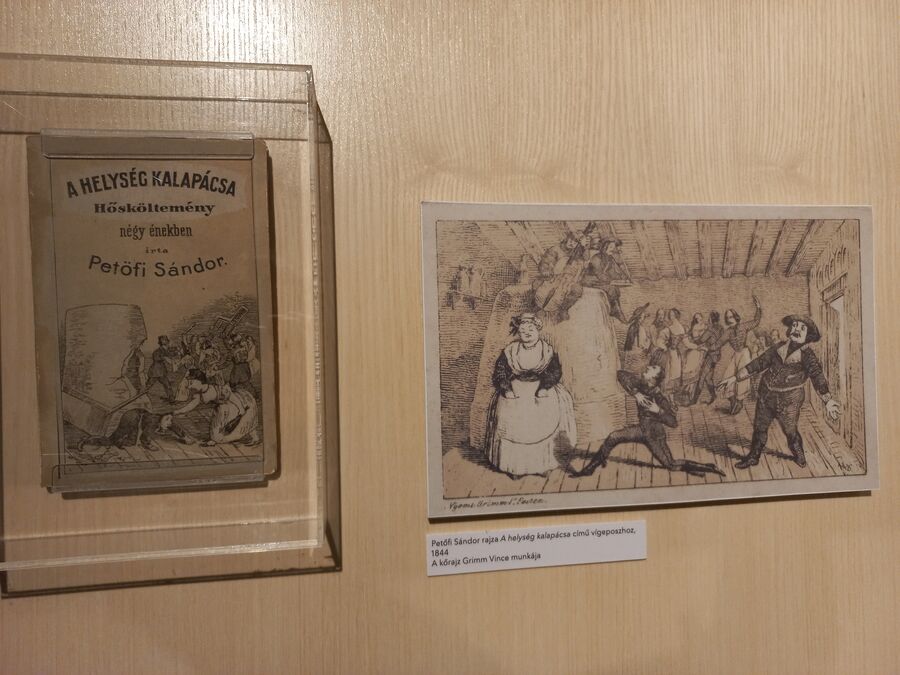 A HELYSÉG KALAPÁCSA
Hősköltemény
négy énekben
irta
Petőfi Sándor.
Petőfi Sándor rajza A helység kalapácsa című vígeposzhoz,
1844
A kőrajz Grimm Vince munkája